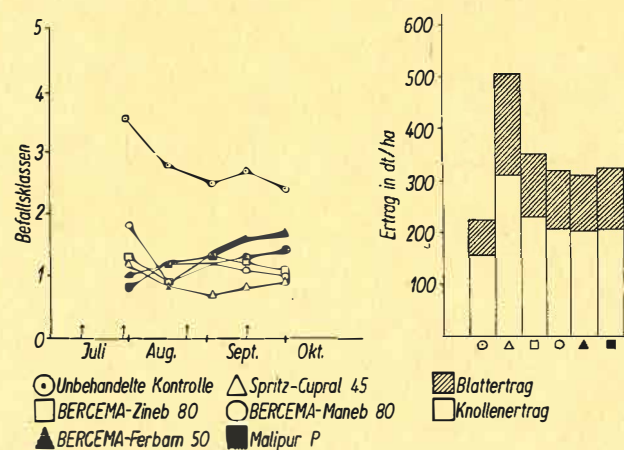 5
4
3
2
1
0
Befallsklassen
Juli Aug. Sept. Okt.
600
500
400
300
200
100
Ertrag in dt/ha
Unbehandelte Kontrolle
Spritz-Cupral 45
BERCEMA-Zineb 80
BERCEMA-Maneb 80
BERCEMA-Ferbam 50
Malipur P
Blattertrag
Knollenertrag